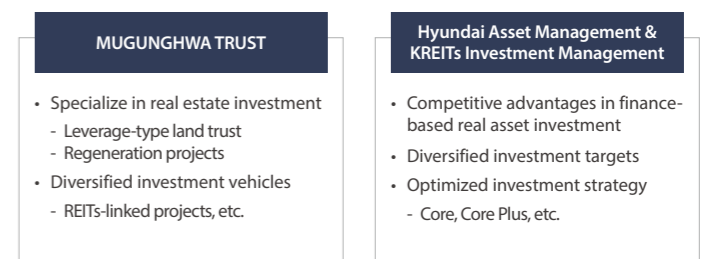 MUGUNGHWA TRUST
• Specialize in real estate investment
- Leverage-type land trust
- Regeneration projects
• Diversified investment vehicles
- REITs-linked projects, etc.
Hyundai Asset Management &
KREITs Investment Management
• Competitive advantages in finance-
based real asset investment
• Diversified investment targets
• Optimized investment strategy
- Core, Core Plus, etc.